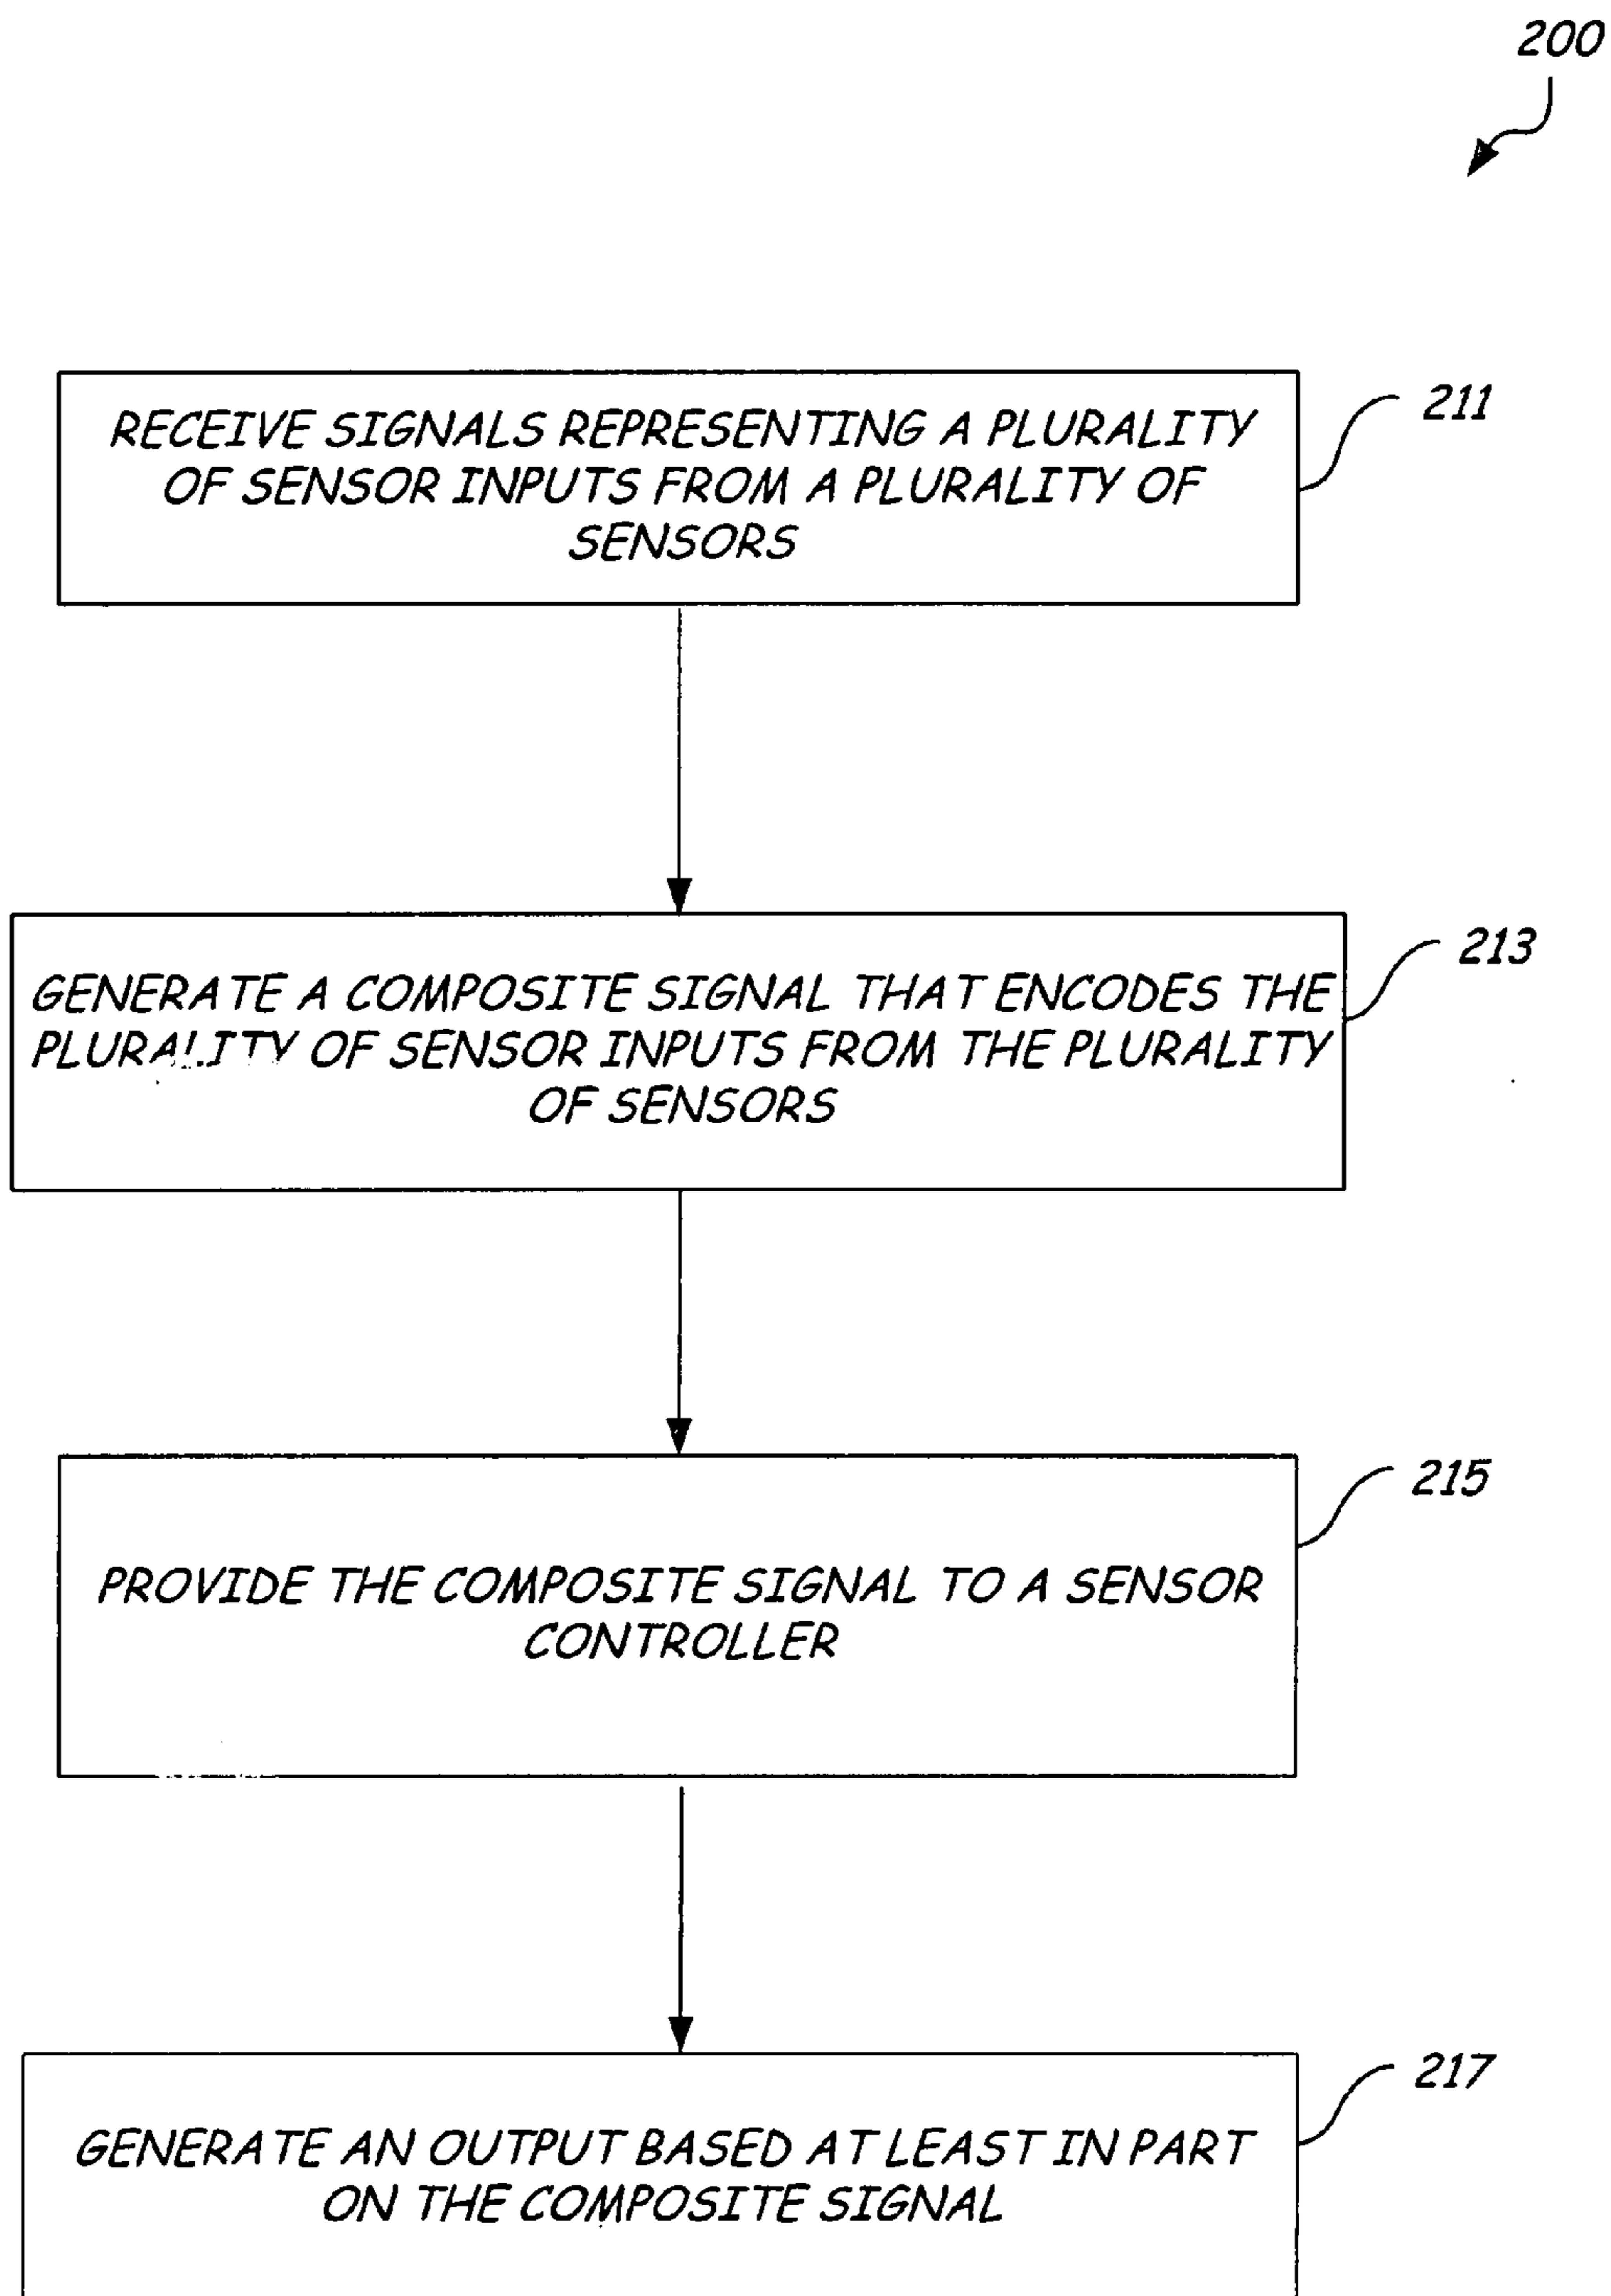 200
RECEIVE SIGNALS REPRESENTING A PLURALITY
OF SENSOR INPUTS FROM A PLURALITY OF
SENSORS
211
GENERATE A COMPOSITE SIGNAL THAT ENCODES THE
PLURALITY OF SENSOR INPUTS FROM THE PLURALITY
OF SENSORS
213
PROVIDE THE COMPOSITE SIGNAL TO A SENSOR
CONTROLLER
215
GENERATE AN OUTPUT BASED AT LEAST IN PART
ON THE COMPOSITE SIGNAL
217